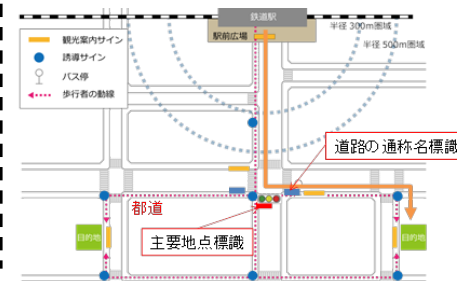 鉄道駅
駅前広場
半径300m圏域
半径500m圏域
観光案内サイン
誘導サイン
バス停
歩行者の動線
道路の通称名標識
都道
主要地点標識
目的地
目的地